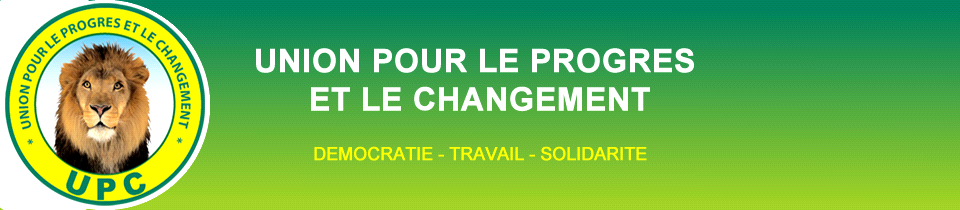 * UNION POUR LE PROGRES ET LE CHANGEMENT *
UPC
UNION POUR LE PROGRES
ET LE CHANGEMENT
DEMOCRATIE - TRAVAIL - SOLIDARITE